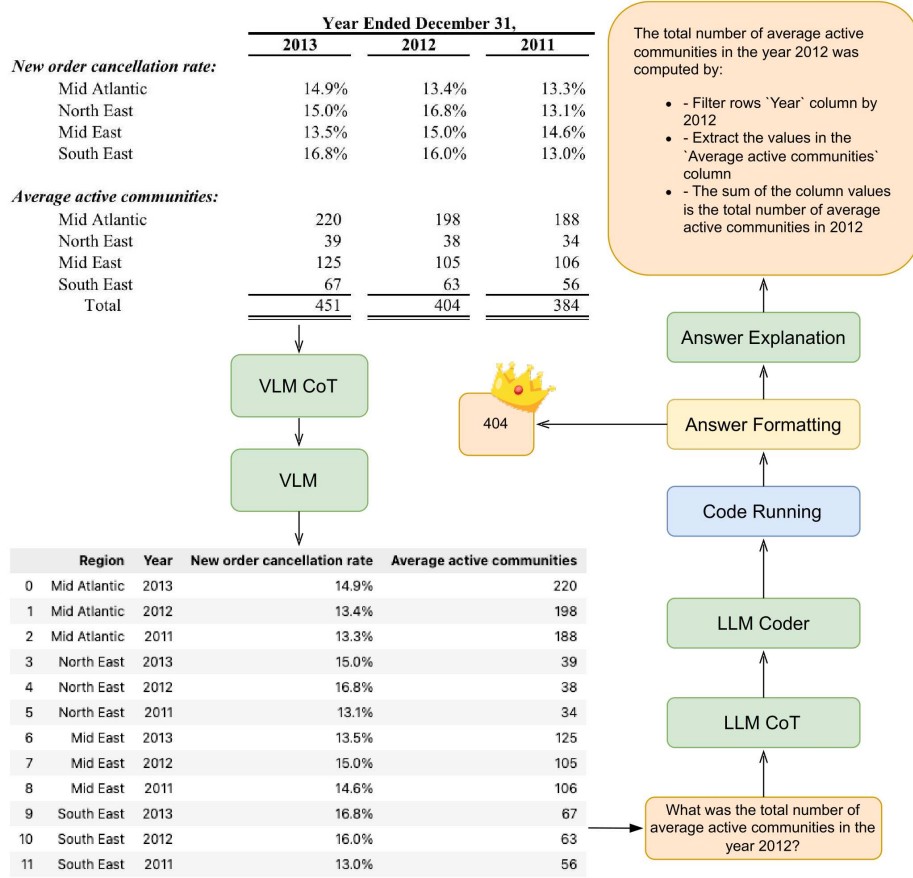 Year Ended December 31,
2013 2012 2011
New order cancellation rate:
Mid Atlantic 14.9% 13.4% 13.3%
North East 15.0% 16.8% 13.1%
Mid East 13.5% 15.0% 14.6%
South East 16.8% 16.0% 13.0%
Average active communities:
Mid Atlantic 220 198 188
North East 39 38 34
Mid East 125 105 106
South East 67 63 56
Total 451 404 384
VLM CoT
VLM
Region Year New order cancellation rate Average active communities
0 Mid Atlantic 2013 14.9% 220
1 Mid Atlantic 2012 13.4% 198
2 Mid Atlantic 2011 13.3% 188
3 North East 2013 15.0% 39
4 North East 2012 16.8% 38
5 North East 2011 13.1% 34
6 Mid East 2013 13.5% 125
7 Mid East 2012 15.0% 105
8 Mid East 2011 14.6% 106
9 South East 2013 16.8% 67
10 South East 2012 16.0% 63
11 South East 2011 13.0% 56
What was the total number of
average active communities in the
year 2012?
LLM CoT
LLM Coder
Code Running
Answer Formatting
404
Answer Explanation
The total number of average active
communities in the year 2012 was
computed by:
• - Filter rows `Year` column by
2012
• - Extract the values in the
`Average active communities`
column
• - The sum of the column values
is the total number of average
active communities in 2012